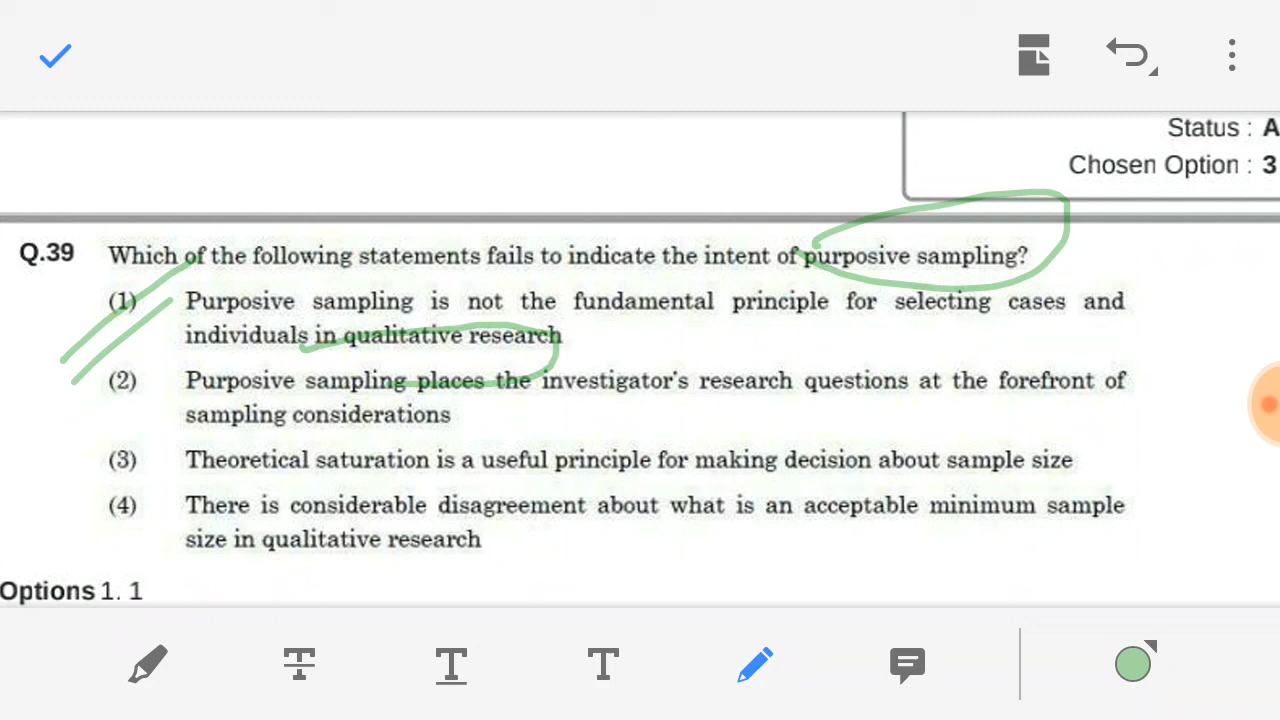 Status : A
Chosen Option : 3
Q.39 Which of the following statements fails to indicate the intent of purposive sampling?
(1) Purposive sampling is not the fundamental principle for selecting cases and
individuals in qualitative research
(2) Purposive sampling places the investigator's research questions at the forefront of
sampling considerations
(3) Theoretical saturation is a useful principle for making decision about sample size
(4) There is considerable disagreement about what is an acceptable minimum sample
size in qualitative research
Options 1. 1
T T T